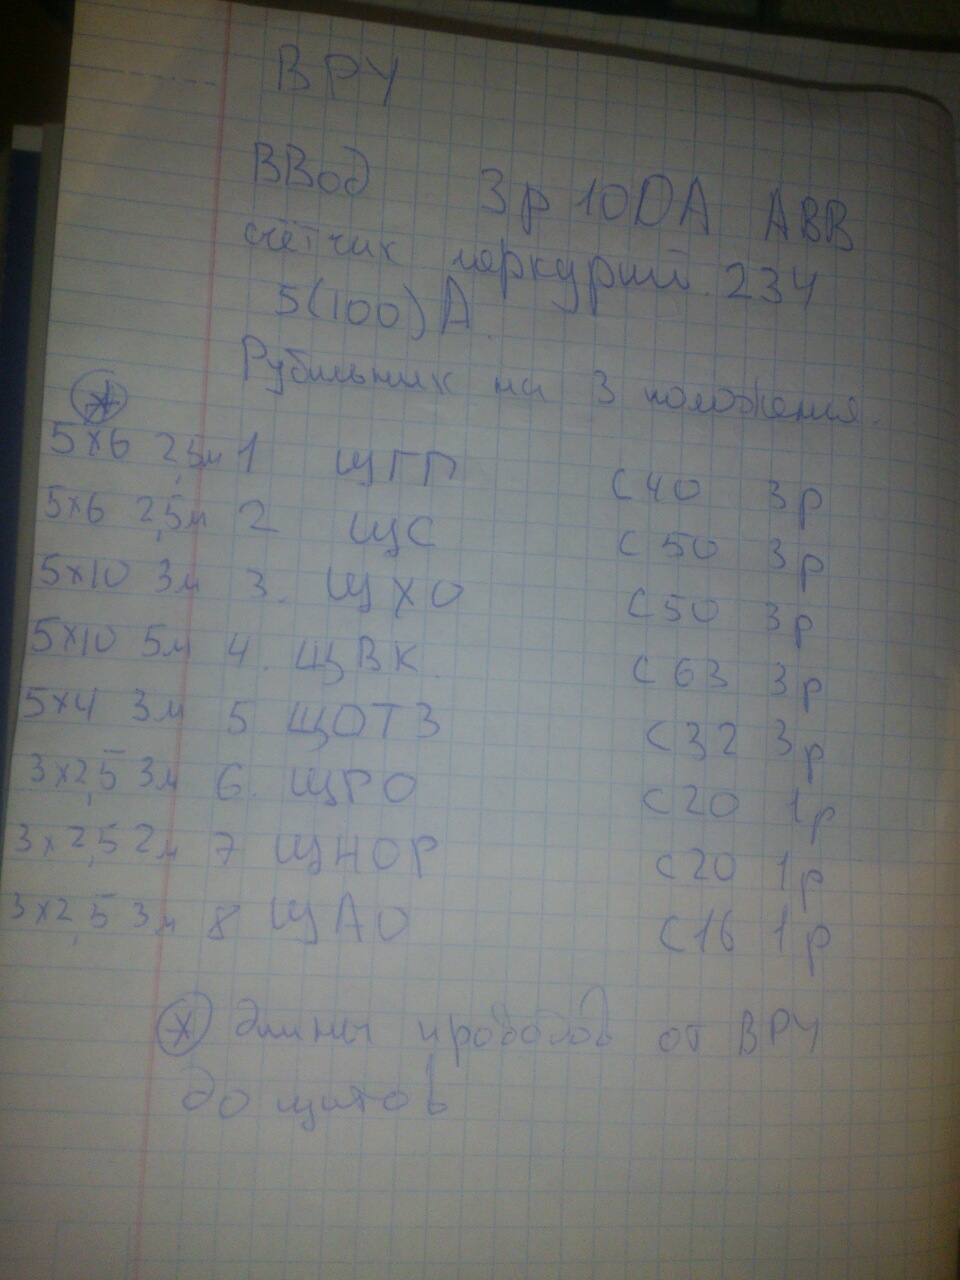 ВРУ
ВВод 3р 100А АВВ
счётчик меркурий 234
5(100)А.
Рубильник на 3 положения.
*
5х6 2,5м 1 ЩГП С40 3р
5х6 2,5м 2 ЩС С50 3р
5х10 3м 3. ЩХО С50 3р
5х10 5м 4. ЩВК. С63 3р
5х4 3м 5 ЩОТЗ С32 3р
3х2,5 3м 6. ЩРО С20 1р
3х2,5 2м 7 ЩНОР С20 1р
3х2,5 3м 8 ЩАО С16 1р
* длины проводов от ВРУ
до щитов